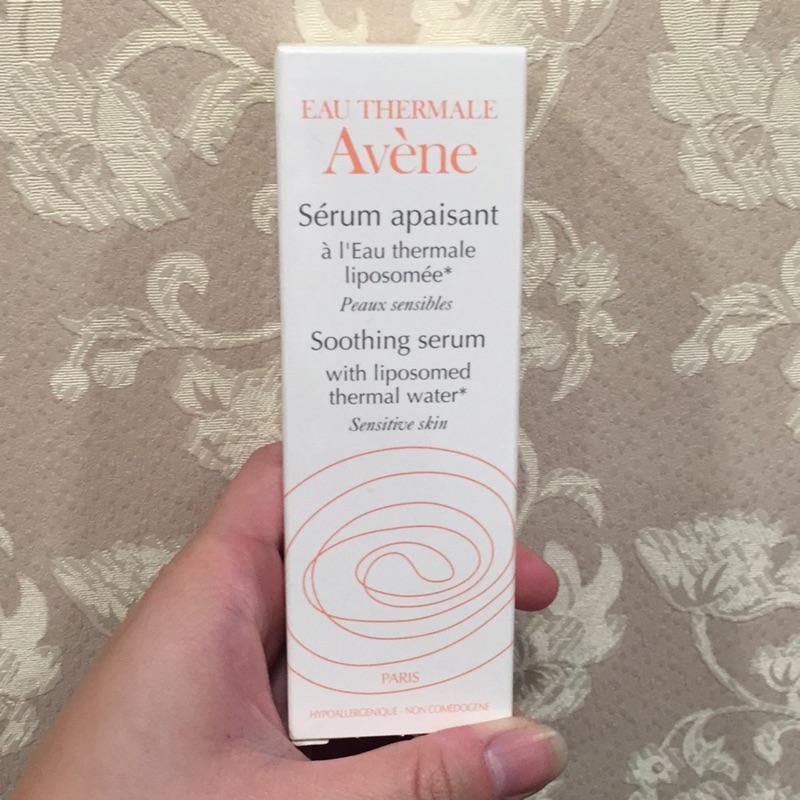 EAU THERMALE
Avène
Sérum apaisant
à l'Eau thermale
liposomée*
Peaux sensibles
Soothing serum
with liposomed
thermal water*
Sensitive skin
PARIS
HYPOALLERGENIQUE - NON COMEDOGENE